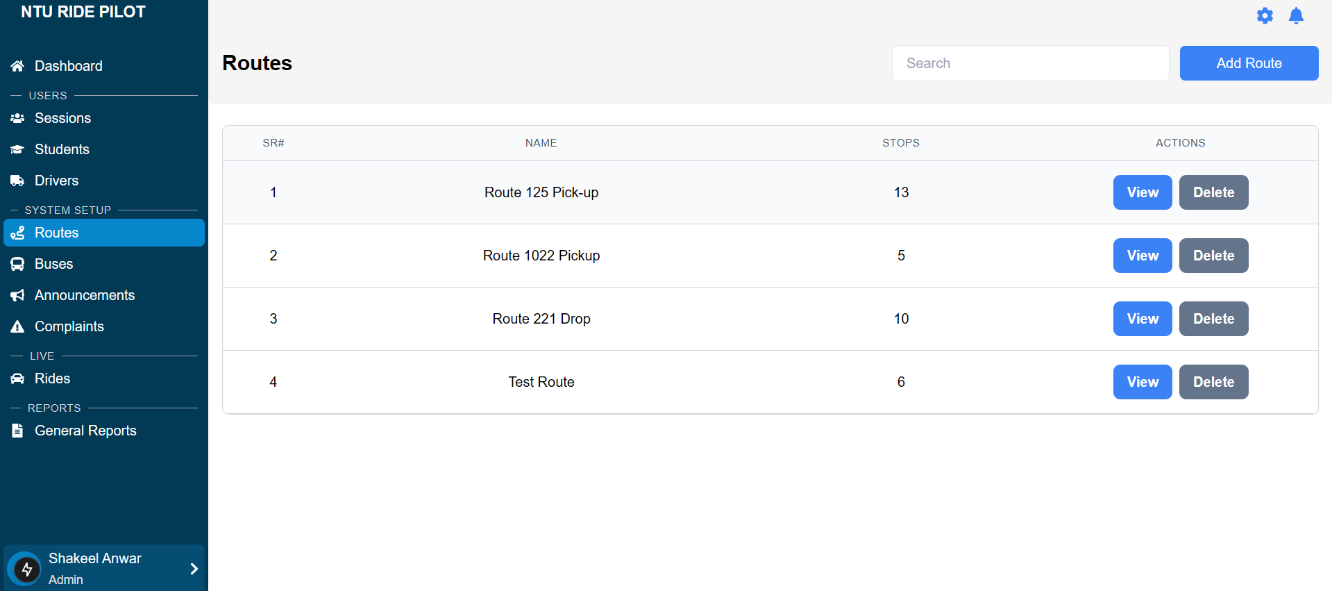 NTU RIDE PILOT
Dashboard
USERS
Sessions
Students
Drivers
SYSTEM SETUP
Routes
Buses
Announcements
Complaints
LIVE
Rides
REPORTS
General Reports
Shakeel Anwar
Admin
Routes
Search
Add Route
SR# NAME STOPS ACTIONS
1 Route 125 Pick-up 13 View Delete
2 Route 1022 Pickup 5 View Delete
3 Route 221 Drop 10 View Delete
4 Test Route 6 View Delete